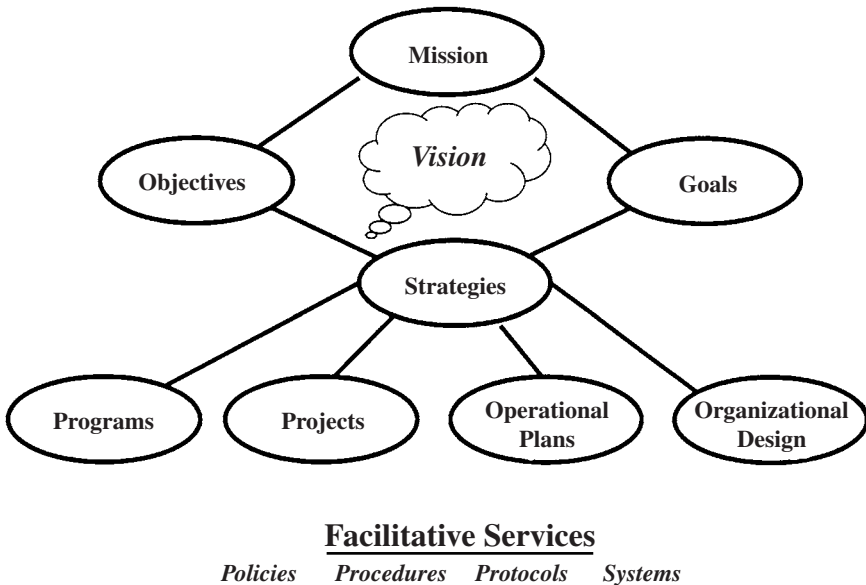 Mission
Vision
Objectives
Goals
Strategies
Programs
Projects
Operational
Plans
Organizational
Design
Facilitative Services
Policies Procedures Protocols Systems